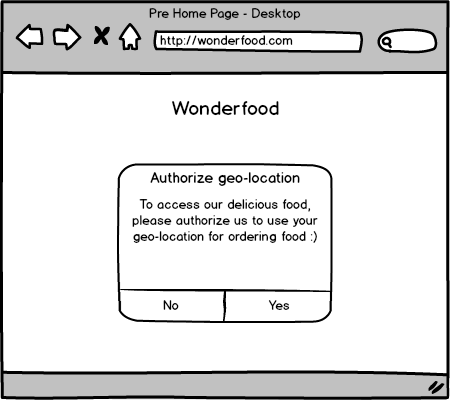 Pre Home Page - Desktop
http://wonderfood.com
Wonderfood
Authorize geo-location
To access our delicious food,
please authorize us to use your
geo-location for ordering food :)
No
Yes